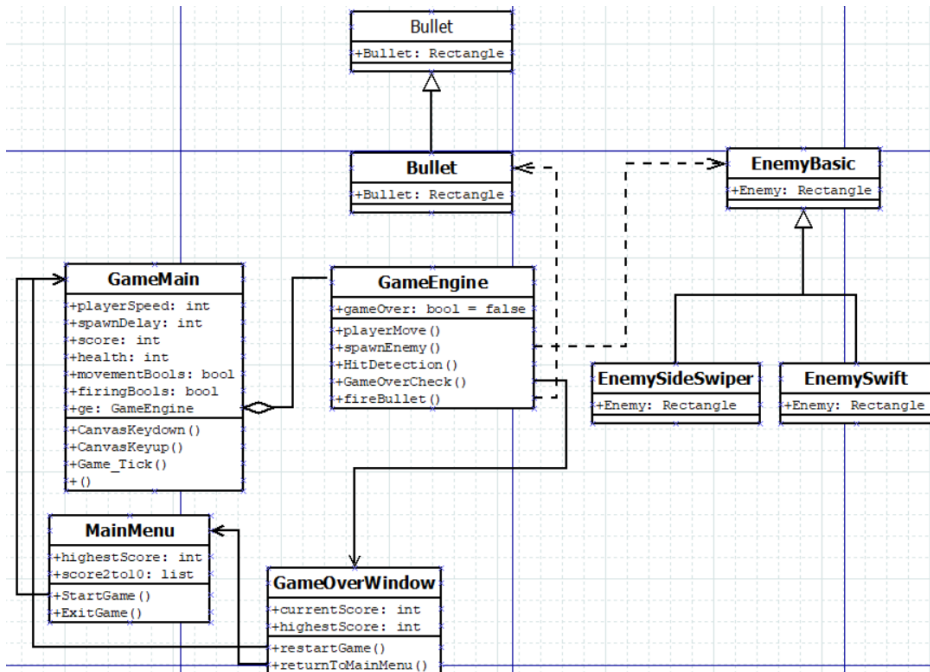 Bullet
+Bullet: Rectangle
Bullet
+Bullet: Rectangle
EnemyBasic
+Enemy: Rectangle
GameMain
+playerSpeed: int
+spawnDelay: int
+score: int
+health: int
+movementBools: bool
+firingBools: bool
+ge: GameEngine
+CanvasKeydown()
+CanvasKeyup()
+Game_Tick()
+()
GameEngine
+gameOver: bool = false
+playerMove()
+spawnEnemy()
+HitDetection()
+GameOverCheck()
+fireBullet()
EnemySideSwiper
+Enemy: Rectangle
EnemySwift
+Enemy: Rectangle
MainMenu
+highestScore: int
+score2to10: list
+StartGame()
+ExitGame()
GameOverWindow
+currentScore: int
+highestScore: int
+restartGame()
+returnToMainMenu()